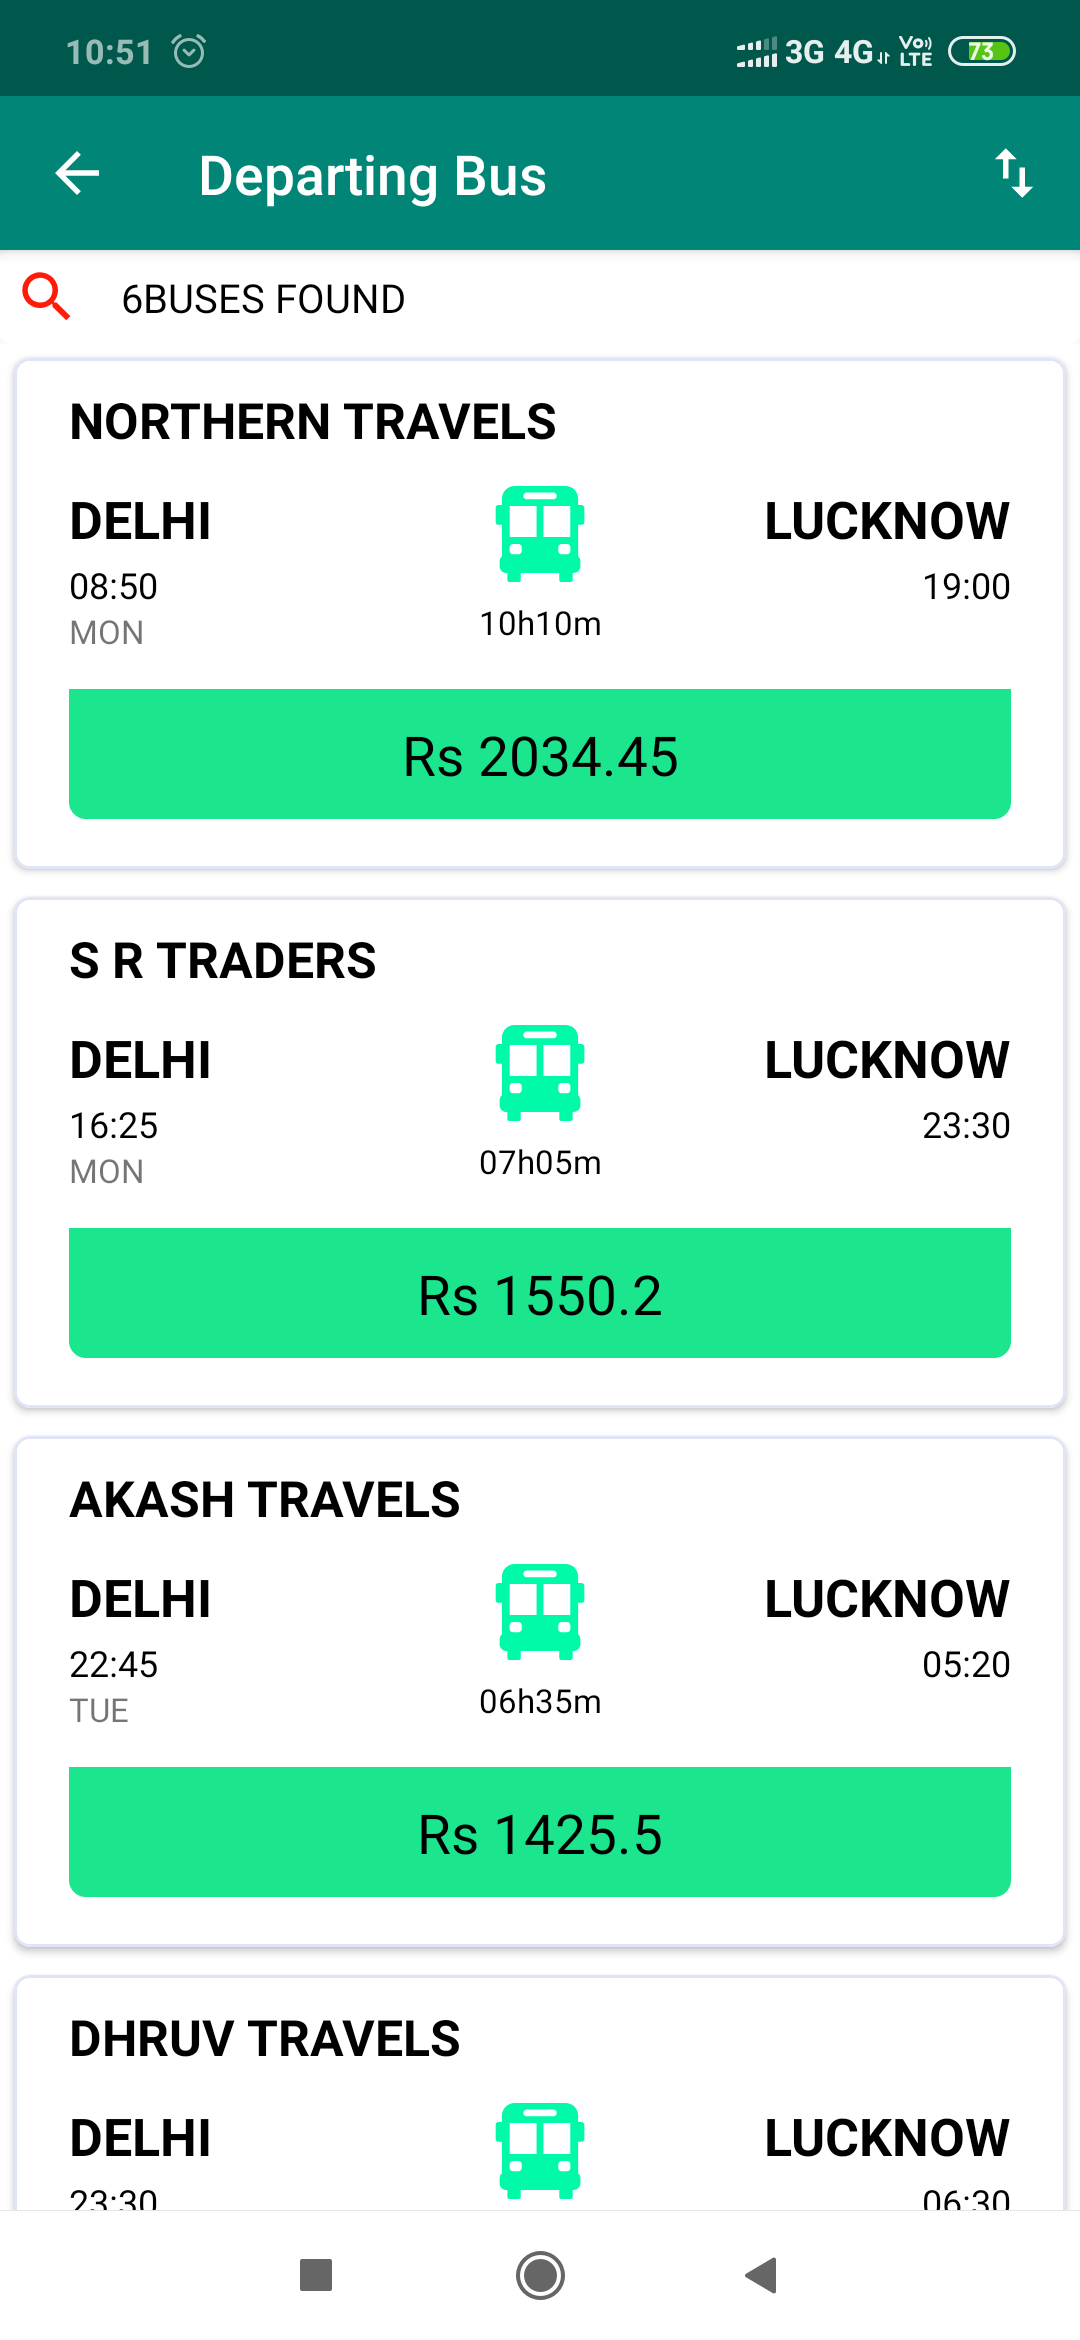 10:51 3G 4G VoLTE 73
Departing Bus
6BUSES FOUND
NORTHERN TRAVELS
DELHI LUCKNOW
08:50 19:00
MON 10h10m
Rs 2034.45
S R TRADERS
DELHI LUCKNOW
16:25 23:30
MON 07h05m
Rs 1550.2
AKASH TRAVELS
DELHI LUCKNOW
22:45 05:20
TUE 06h35m
Rs 1425.5
DHRUV TRAVELS
DELHI LUCKNOW
23:30 06:30